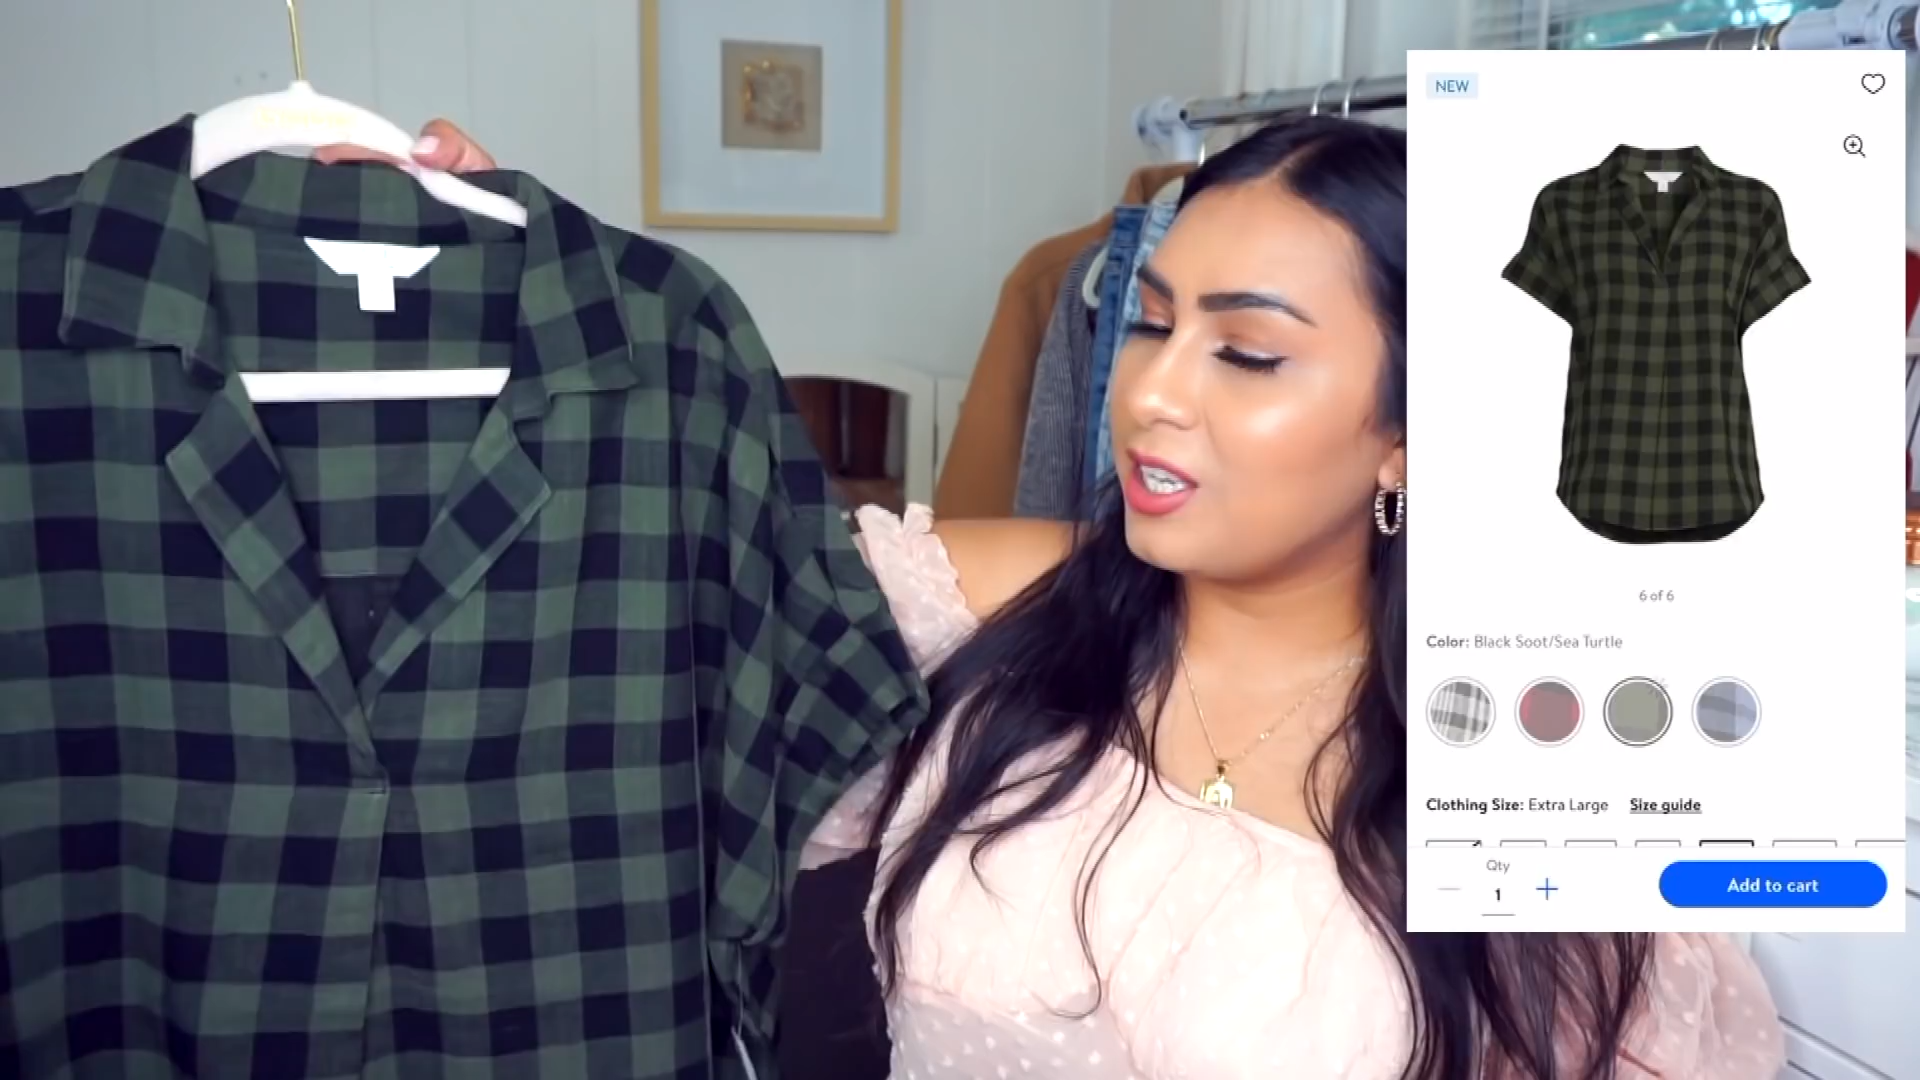 NEW
6 of 6
Color: Black Soot/Sea Turtle
Clothing Size: Extra Large Size guide
Qty
1
Add to cart